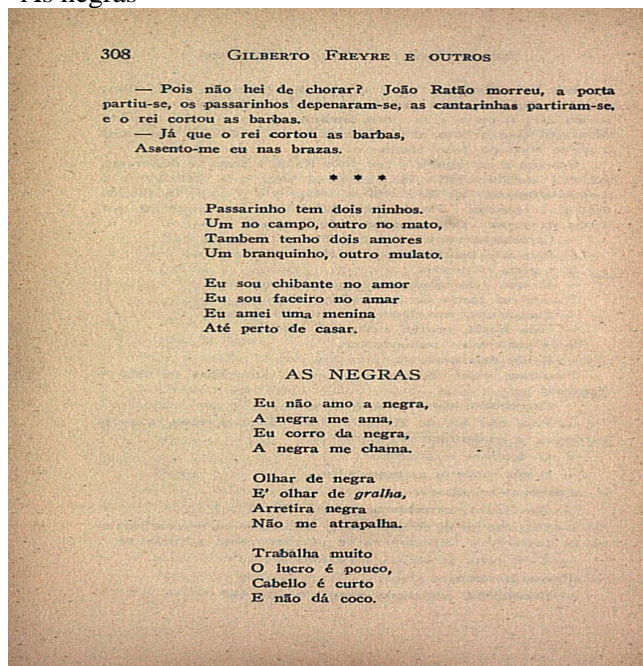 As negras
308 GILBERTO FREYRE E OUTROS
— Pois não hei de chorar? João Ratão morreu, a porta
partiu-se, os passarinhos depenaram-se, as cantarinhas partiram-se,
e o rei cortou as barbas.
— Já que o rei cortou as barbas,
Assento-me eu nas brazas.
* * *
Passarinho tem dois ninhos.
Um no campo, outro no mato,
Tambem tenho dois amores
Um branquinho, outro mulato.
Eu sou chibante no amor
Eu sou faceiro no amar
Eu amei uma menina
Até perto de casar.
AS NEGRAS
Eu não amo a negra,
A negra me ama,
Eu corro da negra,
A negra me chama.
Olhar de negra
E' olhar de gralha,
Arretira negra
Não me atrapalha.
Trabalha muito
O lucro é pouco,
Cabello é curto
E não dá coco.